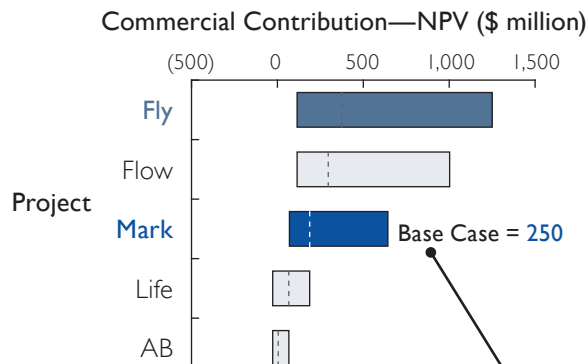 Commercial Contribution—NPV ($ million)
(500) 0 500 1,000 1,500
Fly
Flow
Project
Mark
Base Case = 250
Life
AB